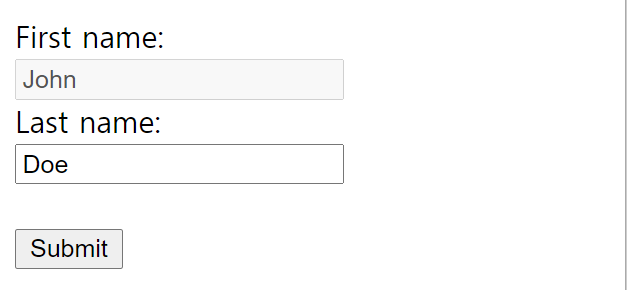 First name:
John
Last name:
Doe
Submit